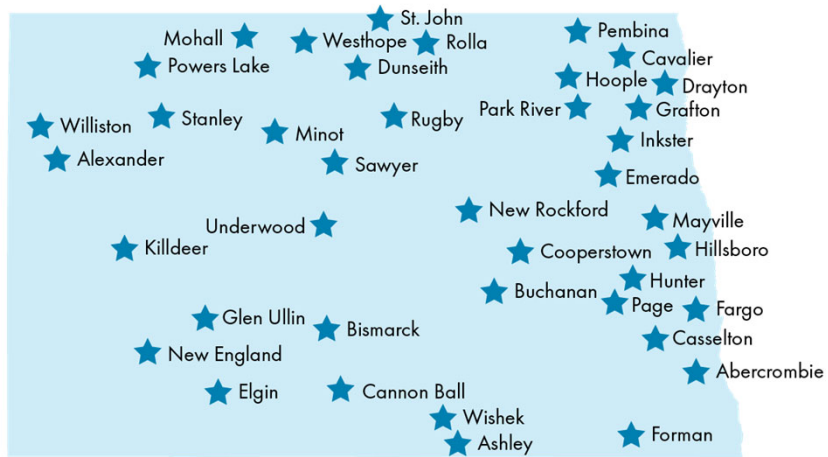 St. John
Mohall
Westhope
Rolla
Pembina
Cavalier
Powers Lake
Dunseith
Hoople
Drayton
Park River
Grafton
Williston
Stanley
Minot
Rugby
Inkster
Alexander
Sawyer
Emerado
New Rockford
Mayville
Underwood
Killdeer
Cooperstown
Hillsboro
Hunter
Buchanan
Page
Fargo
Glen Ullin
Bismarck
Casselton
New England
Abercrombie
Elgin
Cannon Ball
Wishek
Forman
Ashley